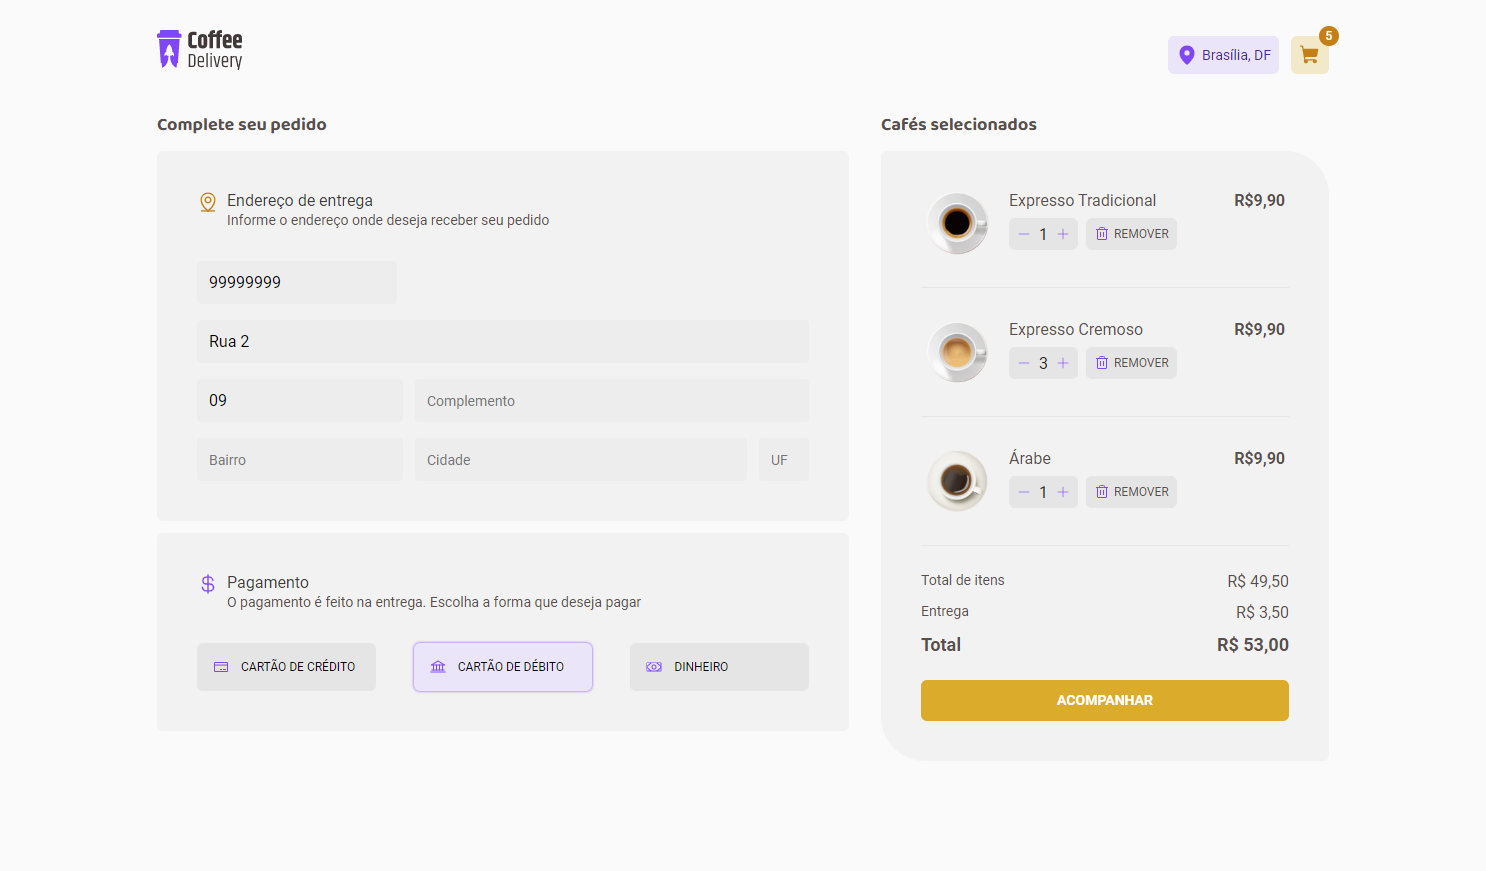 Coffee
Delivery
Brasília, DF
5
Complete seu pedido
Endereço de entrega
Informe o endereço onde deseja receber seu pedido
99999999
Rua 2
09
Complemento
Bairro
Cidade
UF
Pagamento
O pagamento é feito na entrega. Escolha a forma que deseja pagar
CARTÃO DE CRÉDITO
CARTÃO DE DÉBITO
DINHEIRO
Cafés selecionados
Expresso Tradicional
R$9,90
1
REMOVER
Expresso Cremoso
R$9,90
3
REMOVER
Árabe
R$9,90
1
REMOVER
Total de itens
R$ 49,50
Entrega
R$ 3,50
Total
R$ 53,00
ACOMPANHAR